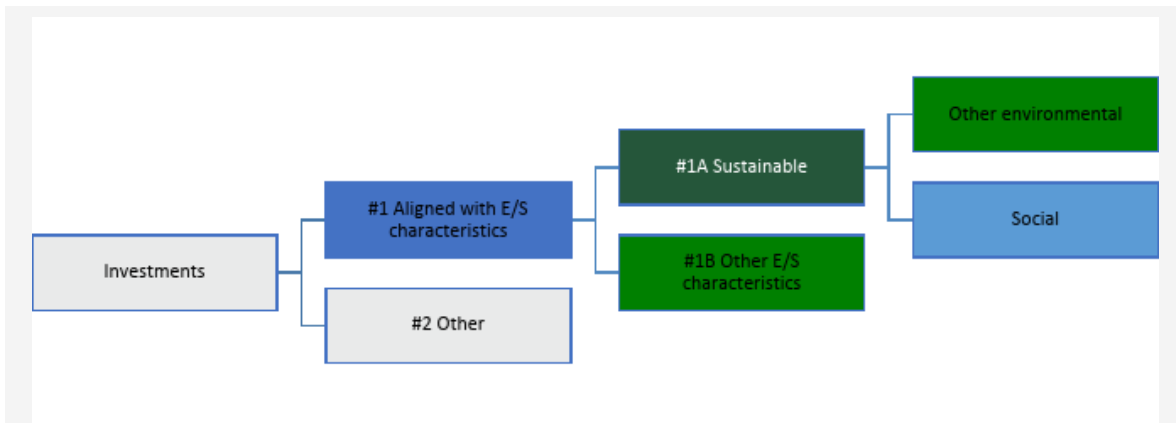 Other environmental
#1A Sustainable
#1 Aligned with E/S
characteristics
Social
Investments
#1B Other E/S
characteristics
#2 Other